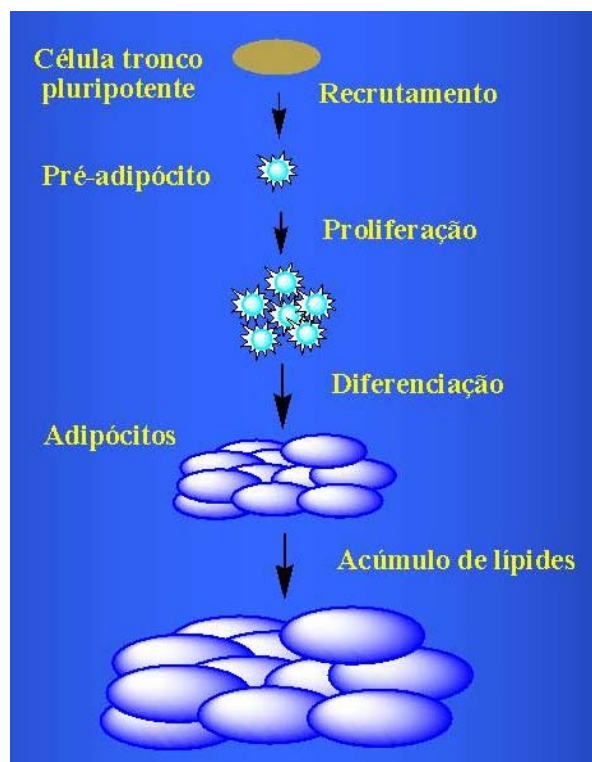 Célula tronco
pluripotente
Recrutamento
Pré-adipócito
Proliferação
Diferenciação
Adipócitos
Acúmulo de lípides